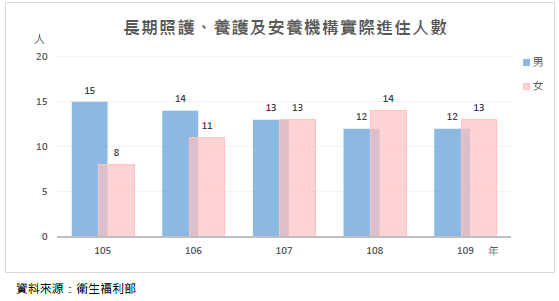 長期照護、養護及安養機構實際進住人數
人
男
女
20
15
10
5
0
15 8
14 11
13 13
12 14
12 13
105 106 107 108 109 年
資料來源：衛生福利部